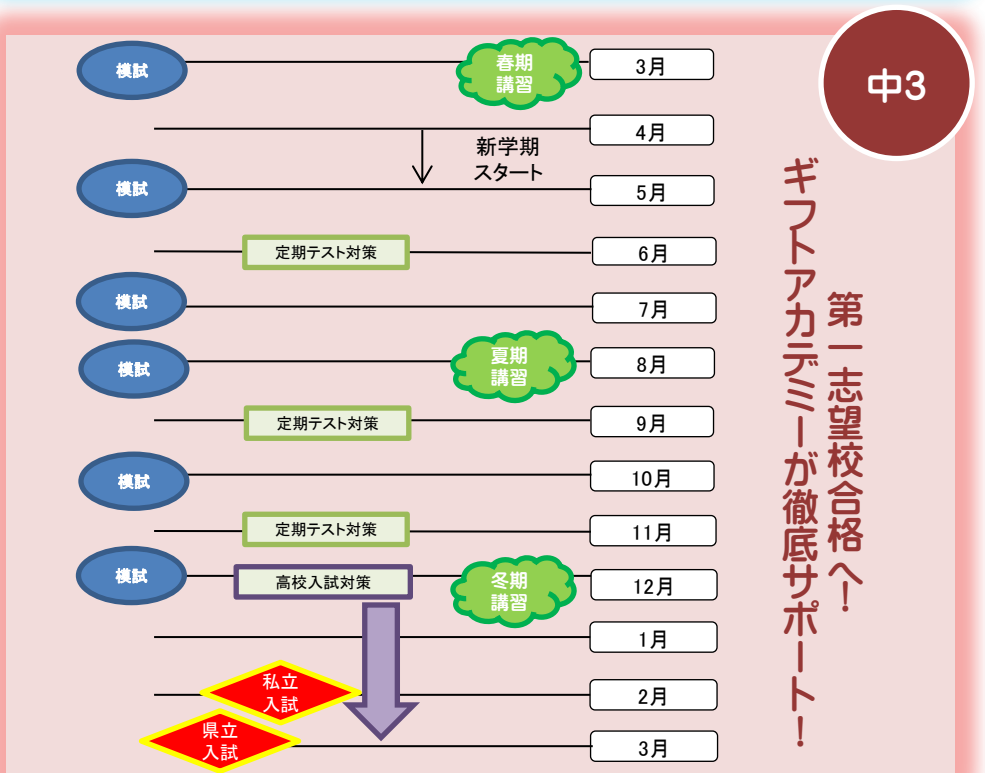 中3
第一志望校合格へ！
ギフトアカデミーが徹底サポート！
模試
春期
講習
3月
4月
新学期
スタート
模試
5月
定期テスト対策
6月
模試
7月
模試
夏期
講習
8月
定期テスト対策
9月
模試
10月
定期テスト対策
11月
模試
高校入試対策
冬期
講習
12月
1月
私立
入試
2月
県立
入試
3月